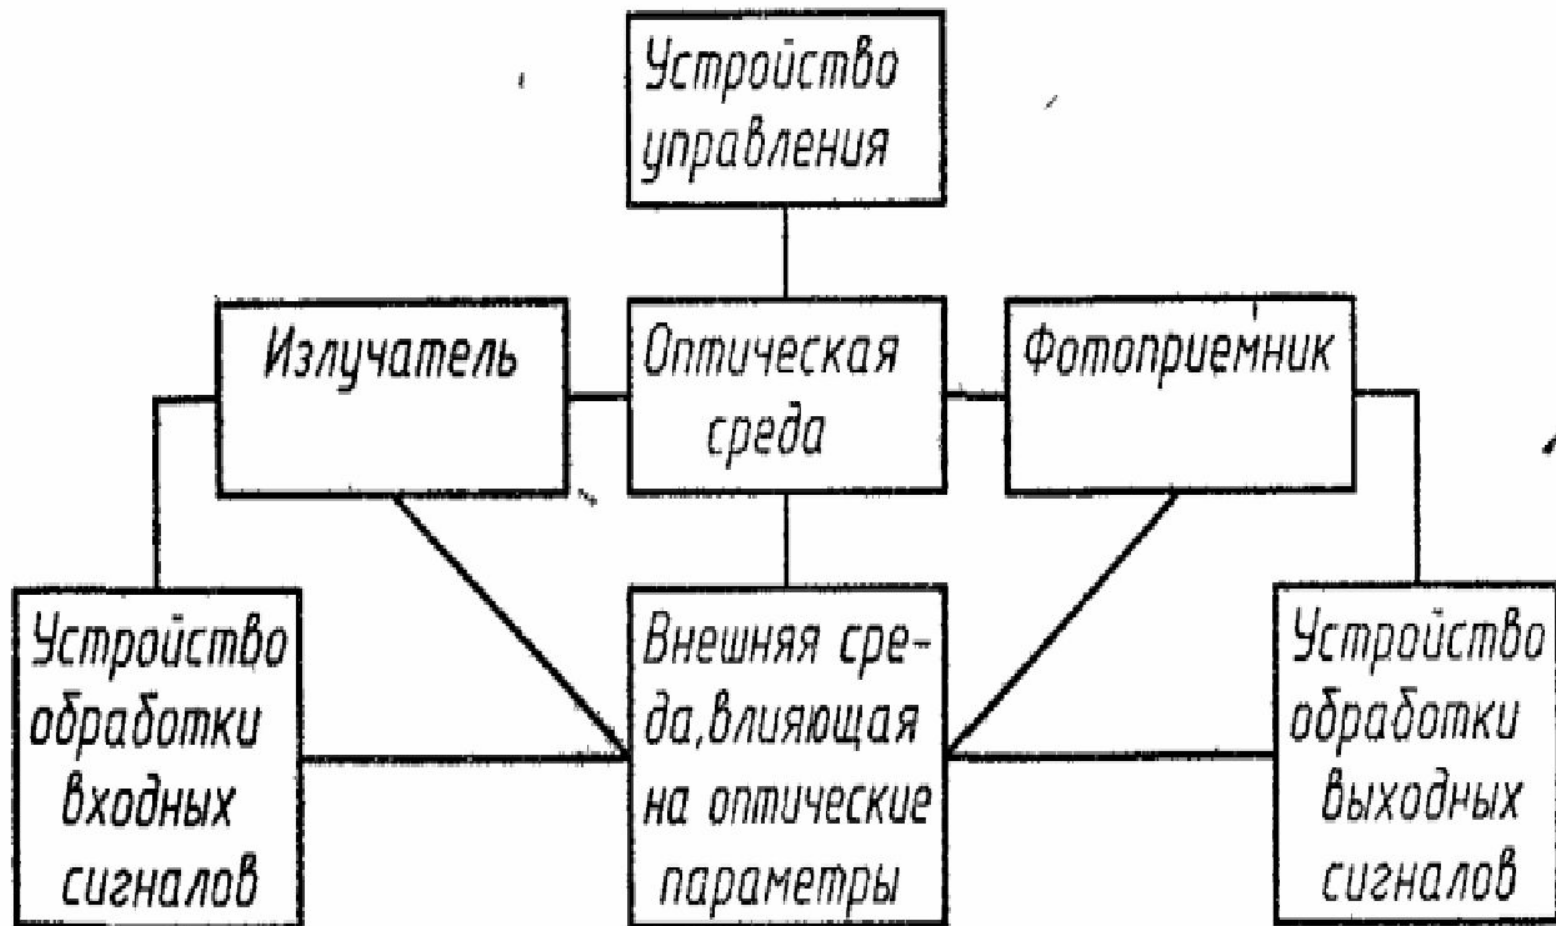 Устройство
управления
Излучатель
Оптическая
среда
Фотоприемник
Устройство
обработки
входных
сигналов
Внешняя сре-
да, влияющая
на оптические
параметры
Устройство
обработки
выходных
сигналов